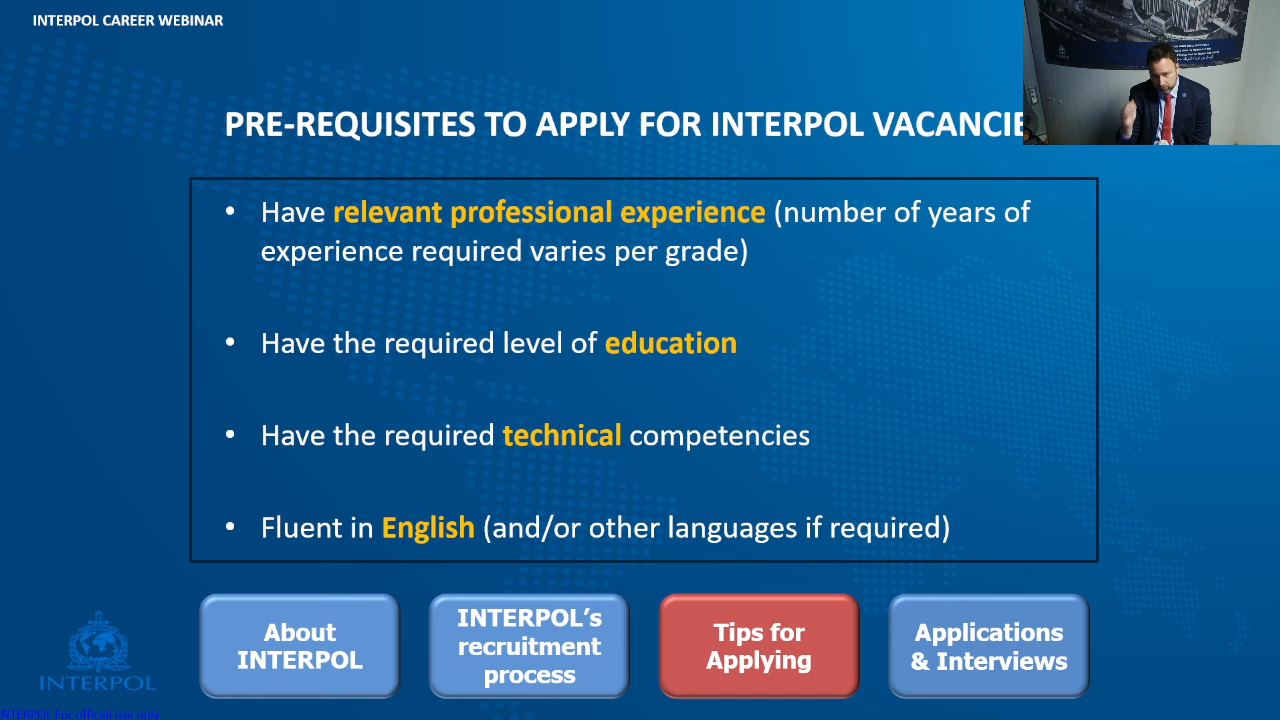 INTERPOL CAREER WEBINAR
PRE-REQUISITES TO APPLY FOR INTERPOL VACANCIE
• Have relevant professional experience (number of years of
experience required varies per grade)
• Have the required level of education
• Have the required technical competencies
• Fluent in English (and/or other languages if required)
About
INTERPOL
INTERPOL's
recruitment
process
Tips for
Applying
Applications
& Interviews
INTERPOL
INTERPOL For official use only